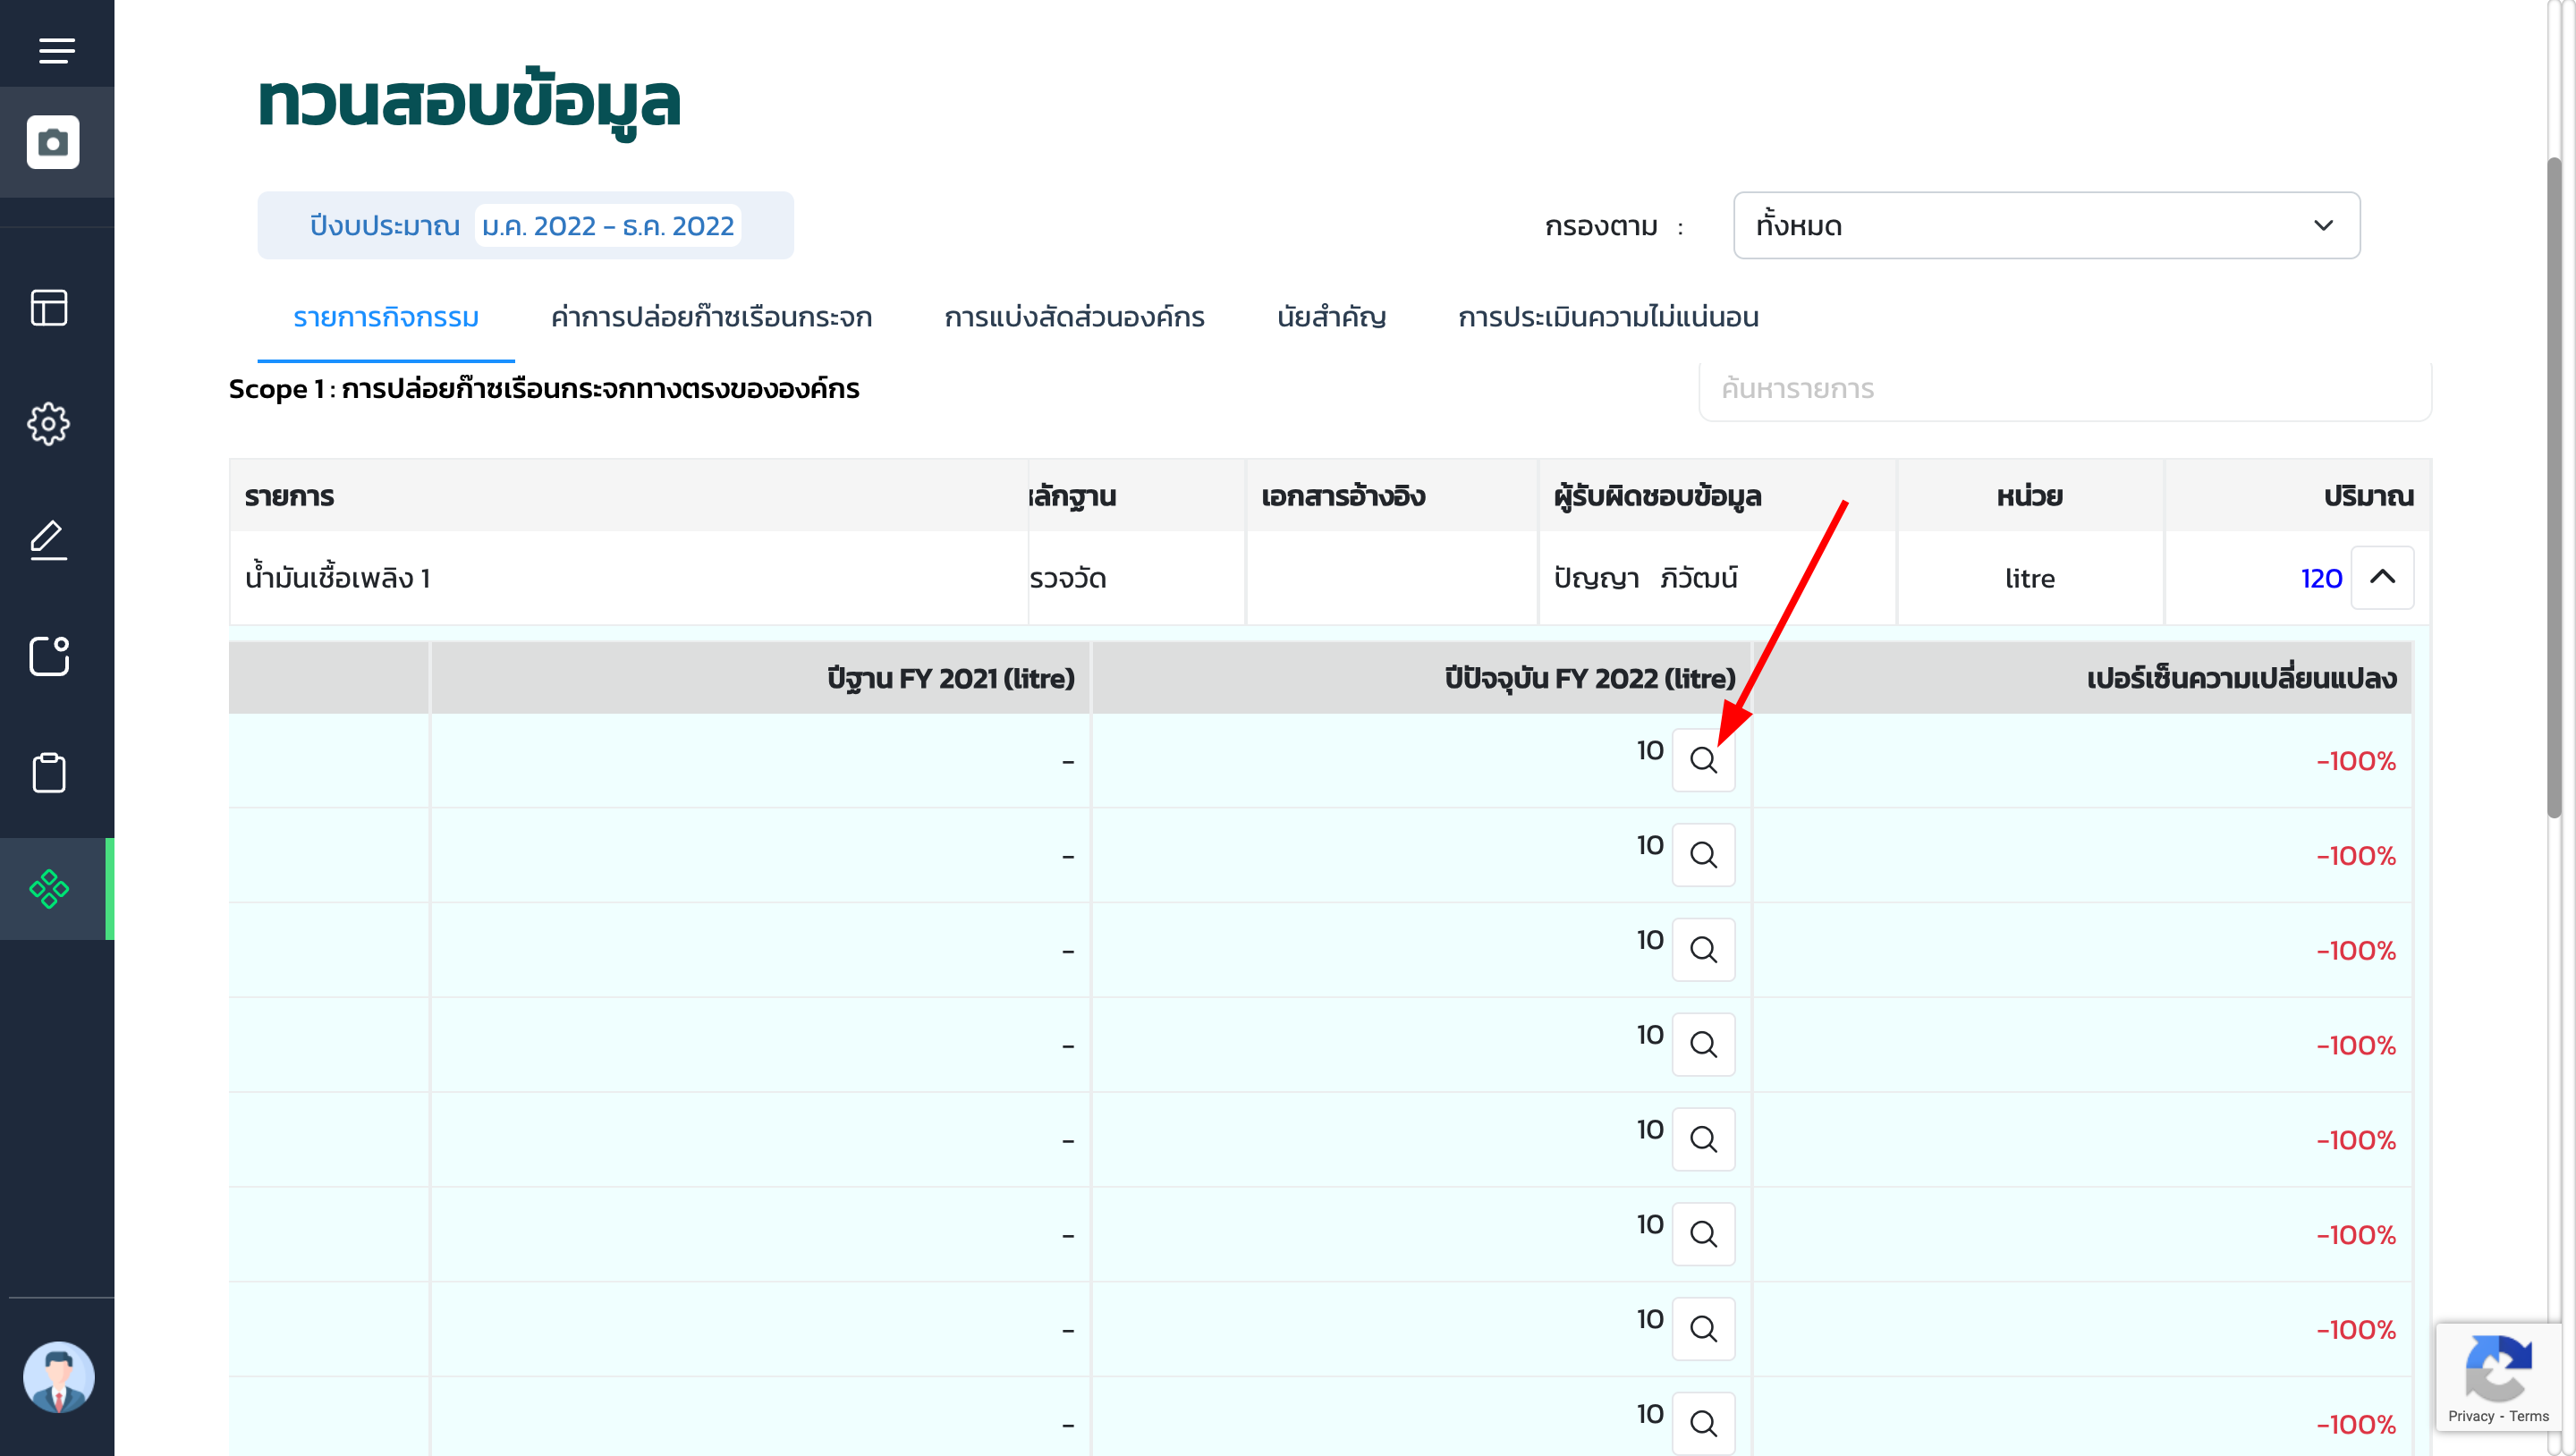 ทวนสอบข้อมูล
ปีงบประมาณ ม.ค. 2022 - ธ.ค. 2022
กรองตาม : ทั้งหมด
รายการกิจกรรม ค่าการปล่อยก๊าซเรือนกระจก การแบ่งสัดส่วนองค์กร นัยสำคัญ การประเมินความไม่แน่นอน
Scope 1 : การปล่อยก๊าซเรือนกระจกทางตรงขององค์กร
ค้นหารายการ
รายการ หลักฐาน เอกสารอ้างอิง ผู้รับผิดชอบข้อมูล หน่วย ปริมาณ
น้ำมันเชื้อเพลิง 1 รวจวัด ปัญญา ภิวัฒน์ litre 120
ปีฐาน FY 2021 (litre) ปีปัจจุบัน FY 2022 (litre) เปอร์เซ็นความเปลี่ยนแปลง
- 10 -100%
- 10 -100%
- 10 -100%
- 10 -100%
- 10 -100%
- 10 -100%
- 10 -100%
- 10 -100%
Privacy - Terms